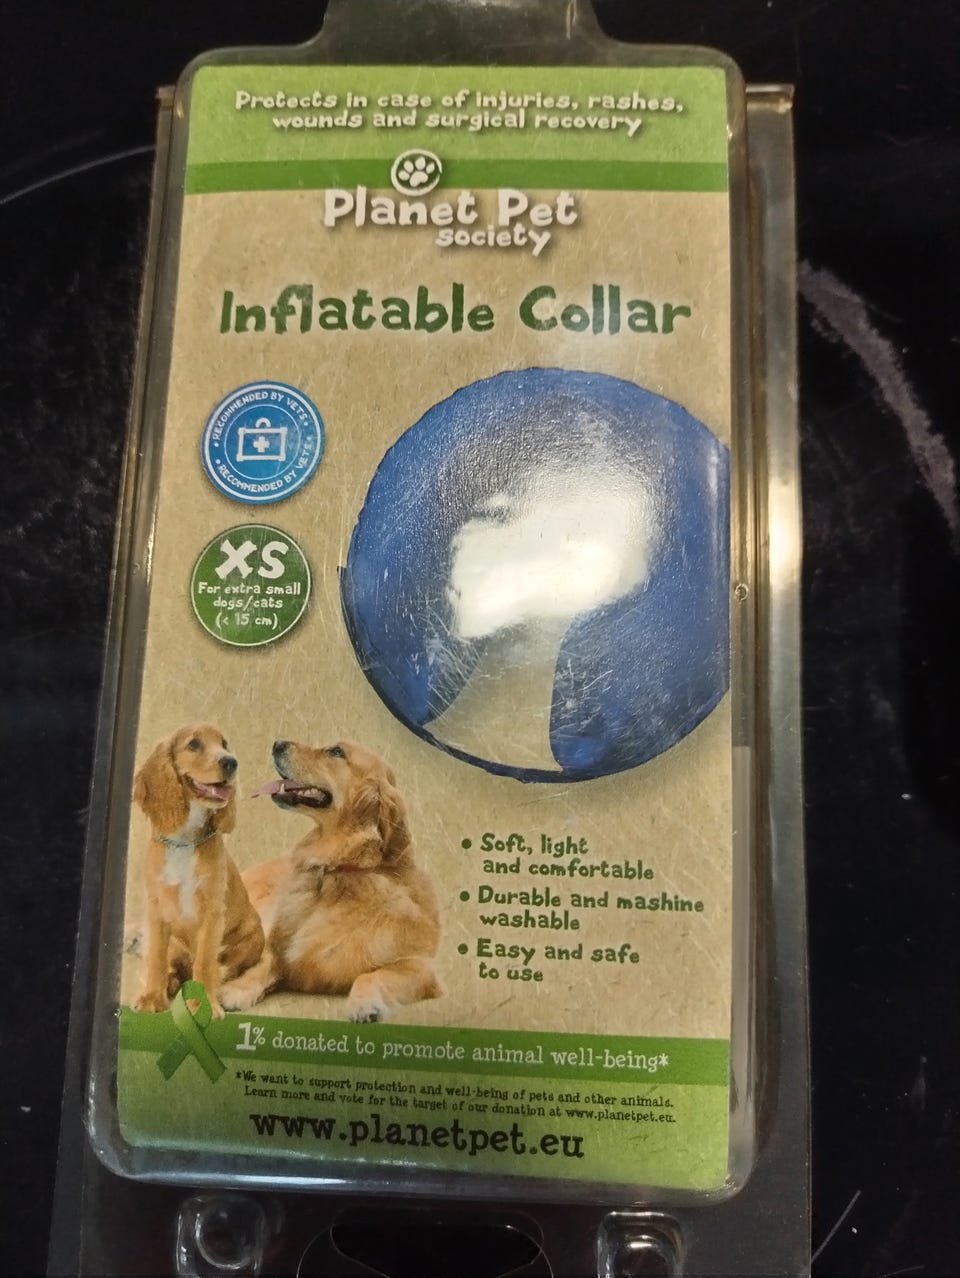 Protects in case of injuries, rashes,
wounds and surgical recovery
Planet Pet
society
Inflatable Collar
RECOMMENDED BY VETS
RECOMMENDED BY VETS
XS
For extra small
dogs/cats
(< 15 cm)
• Soft, light
and comfortable
• Durable and mashine
washable
• Easy and safe
to use
1% donated to promote animal well-being*
*We want to support protection and well-being of pets and other animals.
Learn more and vote for the target of our donation at www.planetpet.eu.
www.planetpet.eu